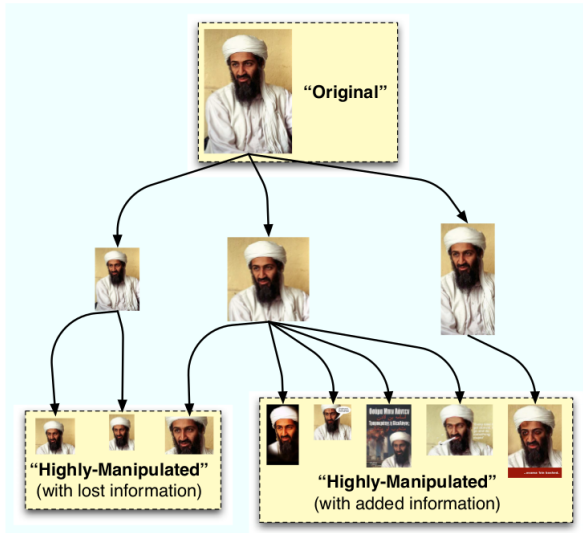 “Original”
“Highly-Manipulated”
(with lost information)
“Highly-Manipulated”
(with added information)